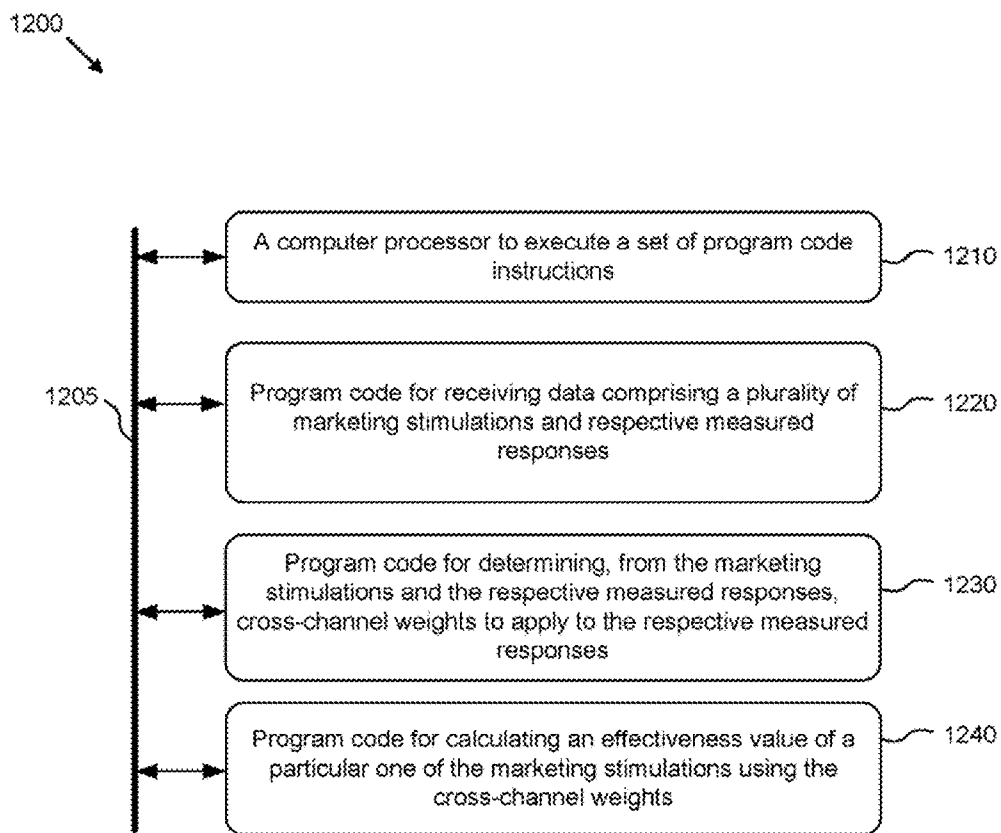 1200
A computer processor to execute a set of program code
instructions
1210
1205
Program code for receiving data comprising a plurality of
marketing stimulations and respective measured
responses
1220
Program code for determining, from the marketing
stimulations and the respective measured responses,
cross-channel weights to apply to the respective measured
responses
1230
Program code for calculating an effectiveness value of a
particular one of the marketing stimulations using the
cross-channel weights
1240